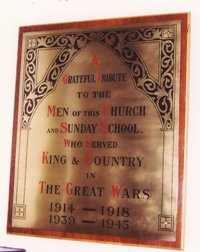 A
Grateful Tribute
to the
Men of this Church
and Sunday School.
Who Served
King & Country
in
The Great Wars
1914 — 1918
1939 — 1945